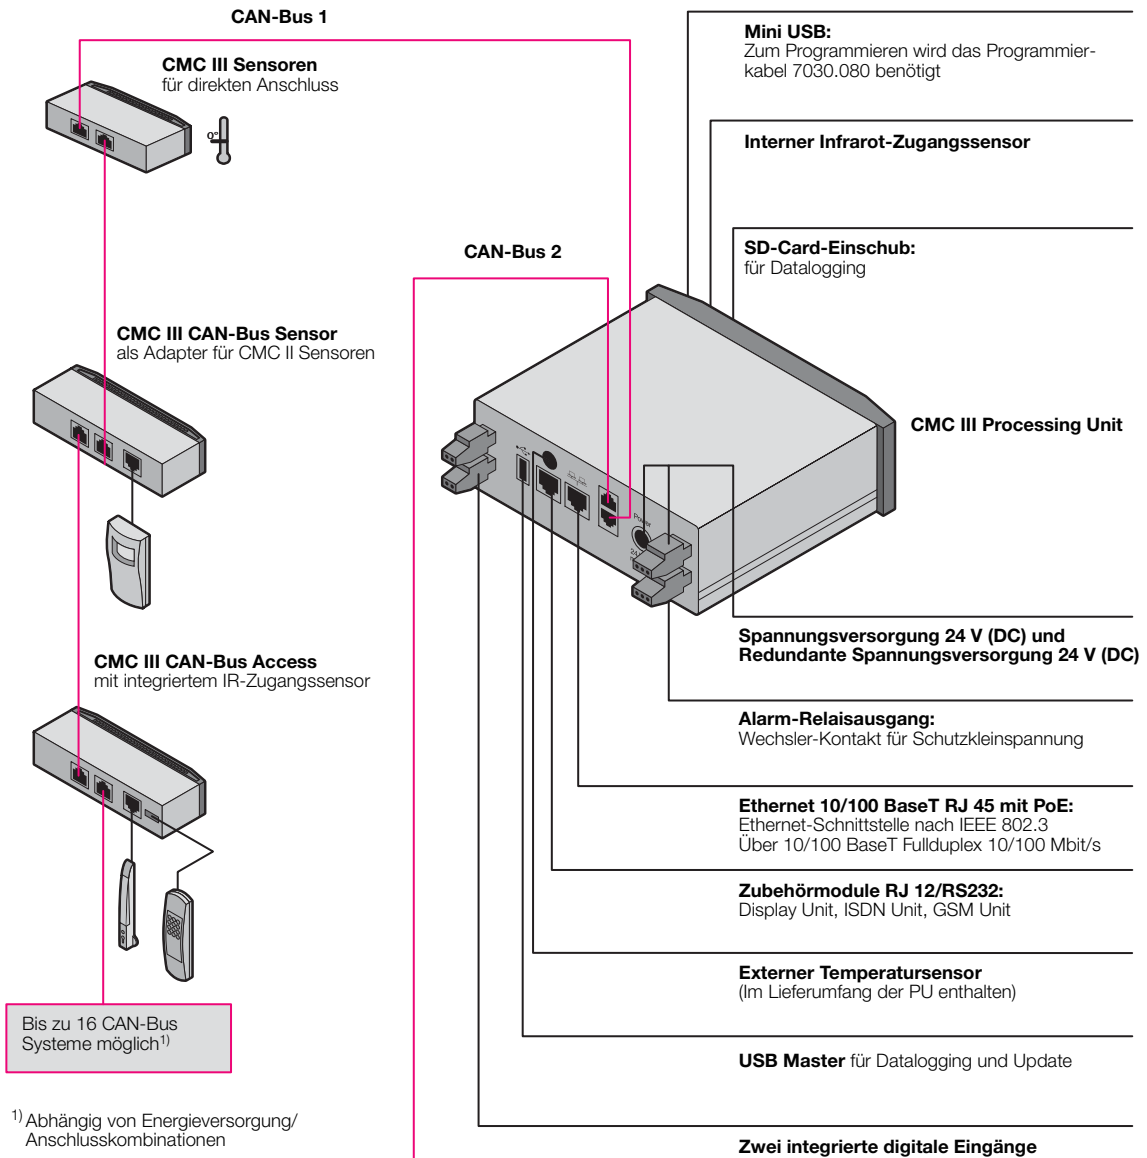 CAN-Bus 1
CMC III Sensoren
für direkten Anschluss
0°
CMC III CAN-Bus Sensor
als Adapter für CMC II Sensoren
CMC III CAN-Bus Access
mit integriertem IR-Zugangssensor
Bis zu 16 CAN-Bus
Systeme möglich1)
1) Abhängig von Energieversorgung/
Anschlusskombinationen
CAN-Bus 2
Mini USB:
Zum Programmieren wird das Programmier-
kabel 7030.080 benötigt
Interner Infrarot-Zugangssensor
SD-Card-Einschub:
für Datalogging
CMC III Processing Unit
Power
24
Spannungsversorgung 24 V (DC) und
Redundante Spannungsversorgung 24 V (DC)
Alarm-Relaisausgang:
Wechsler-Kontakt für Schutzkleinspannung
Ethernet 10/100 BaseT RJ 45 mit PoE:
Ethernet-Schnittstelle nach IEEE 802.3
Über 10/100 BaseT Fullduplex 10/100 Mbit/s
Zubehörmodule RJ 12/RS232:
Display Unit, ISDN Unit, GSM Unit
Externer Temperatursensor
(Im Lieferumfang der PU enthalten)
USB Master für Datalogging und Update
Zwei integrierte digitale Eingänge